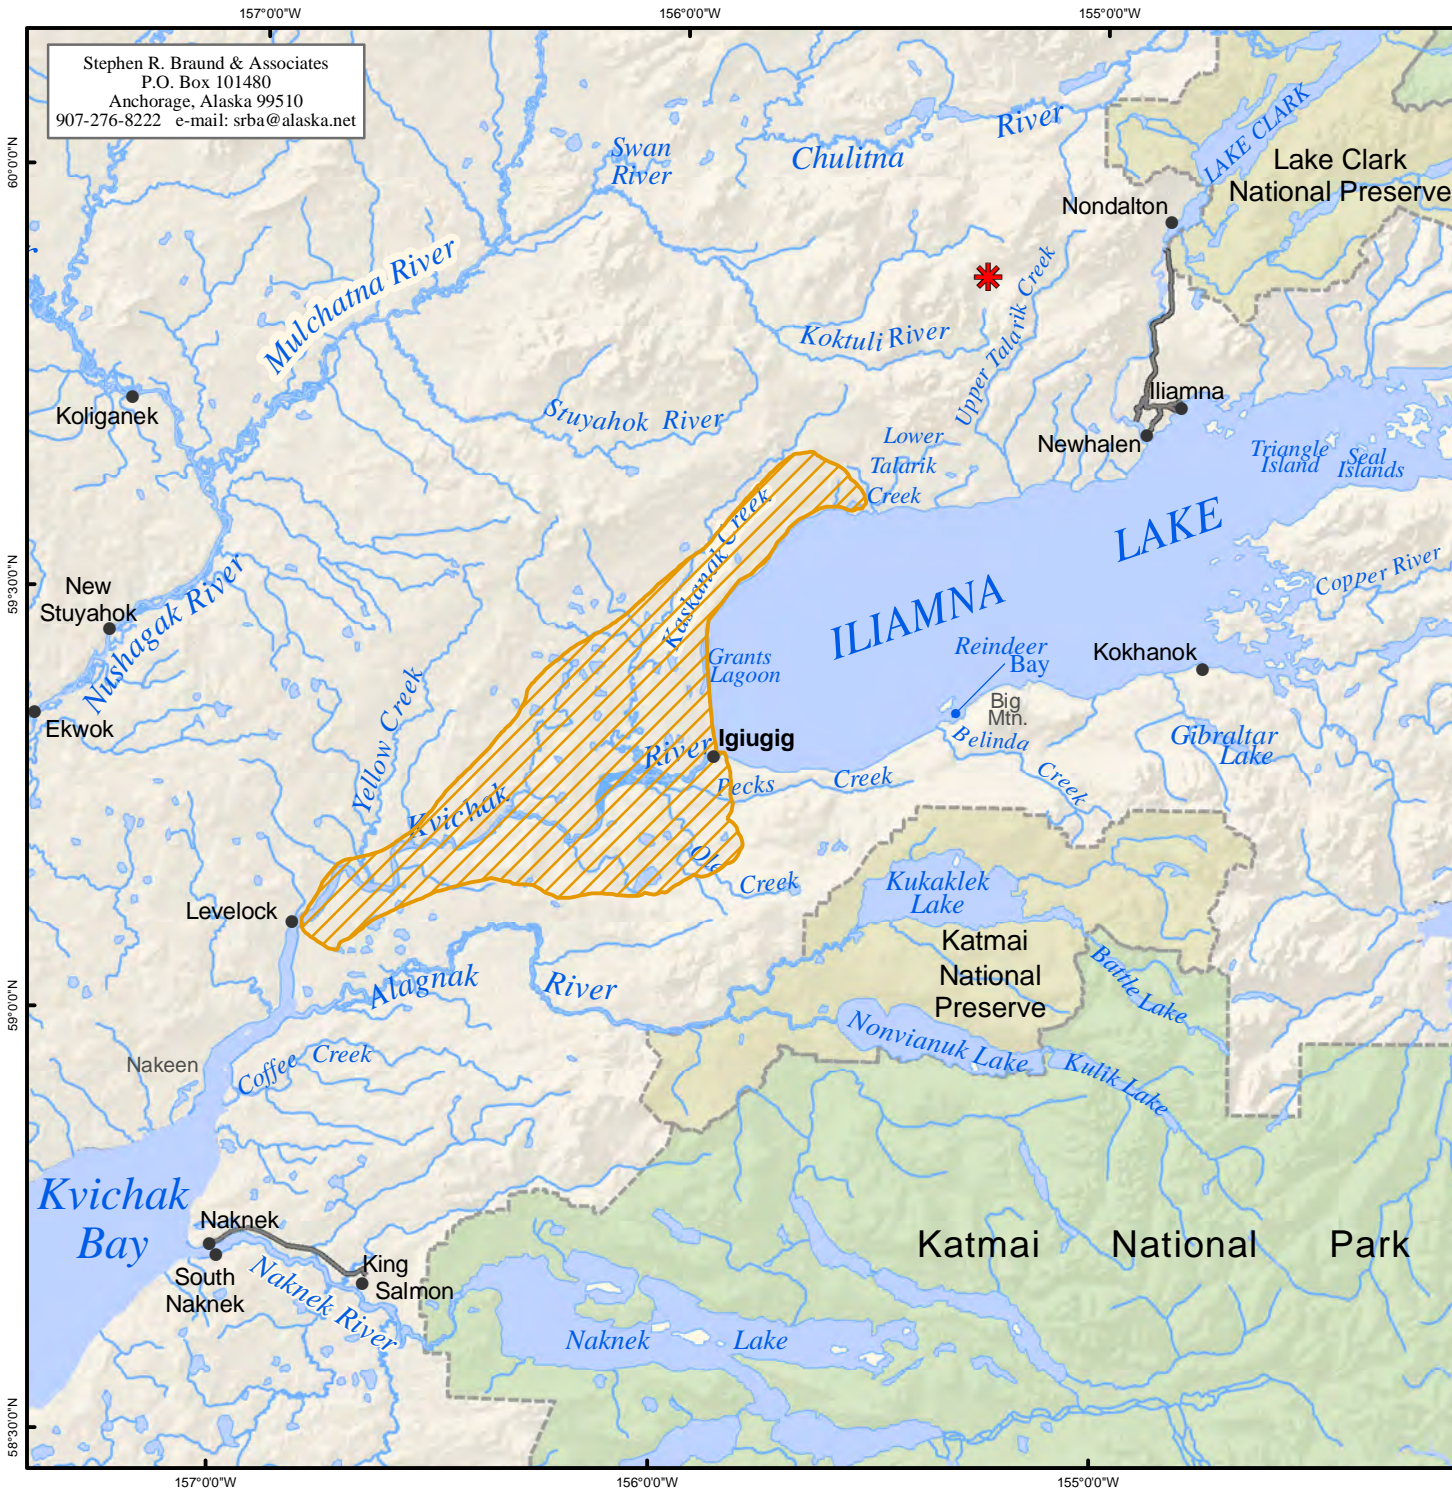 157°0'0"W
156°0'0"W
155°0'0"W
Stephen R. Braund & Associates
P.O. Box 101480
Anchorage, Alaska 99510
907-276-8222 e-mail: srba@alaska.net
60°0'0"N
59°30'0"N
59°0'0"N
58°30'0"N
Swan
River
Chulitna River
LAKE CLARK
Lake Clark
National Preserve
Nondalton
Mulchatna River
Koktuli River
Upper Talarik Creek
Koliganek
Stuyahok River
Iliamna
Newhalen
Lower
Talarik
Creek
Triangle
Island
Seal
Islands
Kaskanak Creek
ILIAMNA LAKE
Copper River
New
Stuyahok
Nushagak River
Ekwok
Grants
Lagoon
Reindeer
Bay
Kokhanok
Big
Mtn.
Belinda
Creek
Gibraltar
Lake
Yellow Creek
Igiugig
Kvichak River
Pecks Creek
Old
Creek
Kukaklek
Lake
Levelock
Katmai
National
Preserve
Battle Lake
Alagnak River
Nonvianuk Lake
Kulik Lake
Nakeen
Coffee Creek
Kvichak
Bay
Naknek
South
Naknek
King
Salmon
Naknek River
Naknek Lake
Katmai National Park
157°0'0"W
156°0'0"W
155°0'0"W